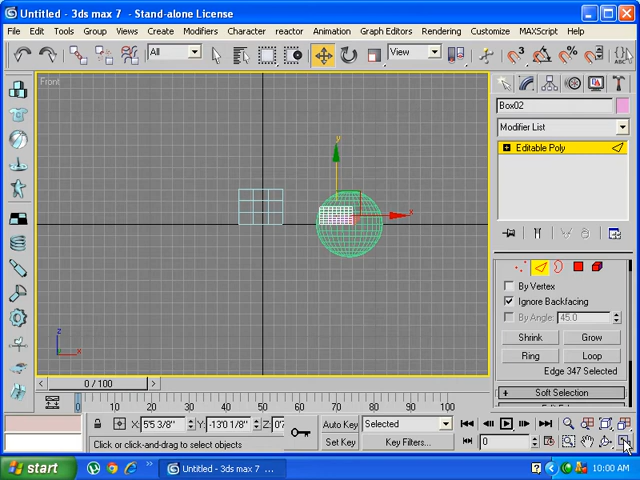 Untitled - 3ds max 7 - Stand-alone License
File Edit Tools Group Views Create Modifiers Character reactor Animation Graph Editors Rendering Customize MAXScript Help
All
View
Front
y
x
z
x
Box02
Modifier List
Editable Poly
By Vertex
Ignore Backfacing
By Angle: 45.0
Shrink Grow
Ring Loop
Edge 347 Selected
Soft Selection
0 / 100
0 10 20 30 40 50 60 70 80 90 100
X: 5'5 3/8" Y: -13'0 1/8" Z: 0'
Auto Key Selected
Click or click-and-drag to select objects
Set Key Key Filters... 0
start Untitled - 3ds max 7 ... 10:00 AM